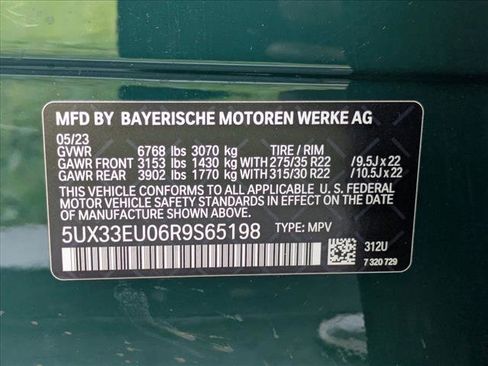 MFD BY BAYERISCHE MOTOREN WERKE AG
05/23
GVWR 6768 lbs 3070 kg TIRE / RIM
GAWR FRONT 3153 lbs 1430 kg WITH 275/35 R22 / 9.5J x 22
GAWR REAR 3902 lbs 1770 kg WITH 315/30 R22 / 10.5J x 22
THIS VEHICLE CONFORMS TO ALL APPLICABLE U. S. FEDERAL
MOTOR VEHICLE SAFETY STANDARDS IN EFFECT ON THE DATE
OF MANUFACTURE SHOWN ABOVE.
5UX33EU06R9S65198 TYPE: MPV
312U
7 320 729